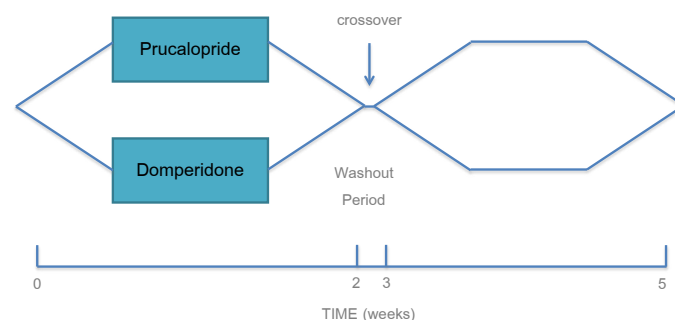 crossover
Prucalopride
Domperidone
Washout
Period
0
2
3
5
TIME (weeks)